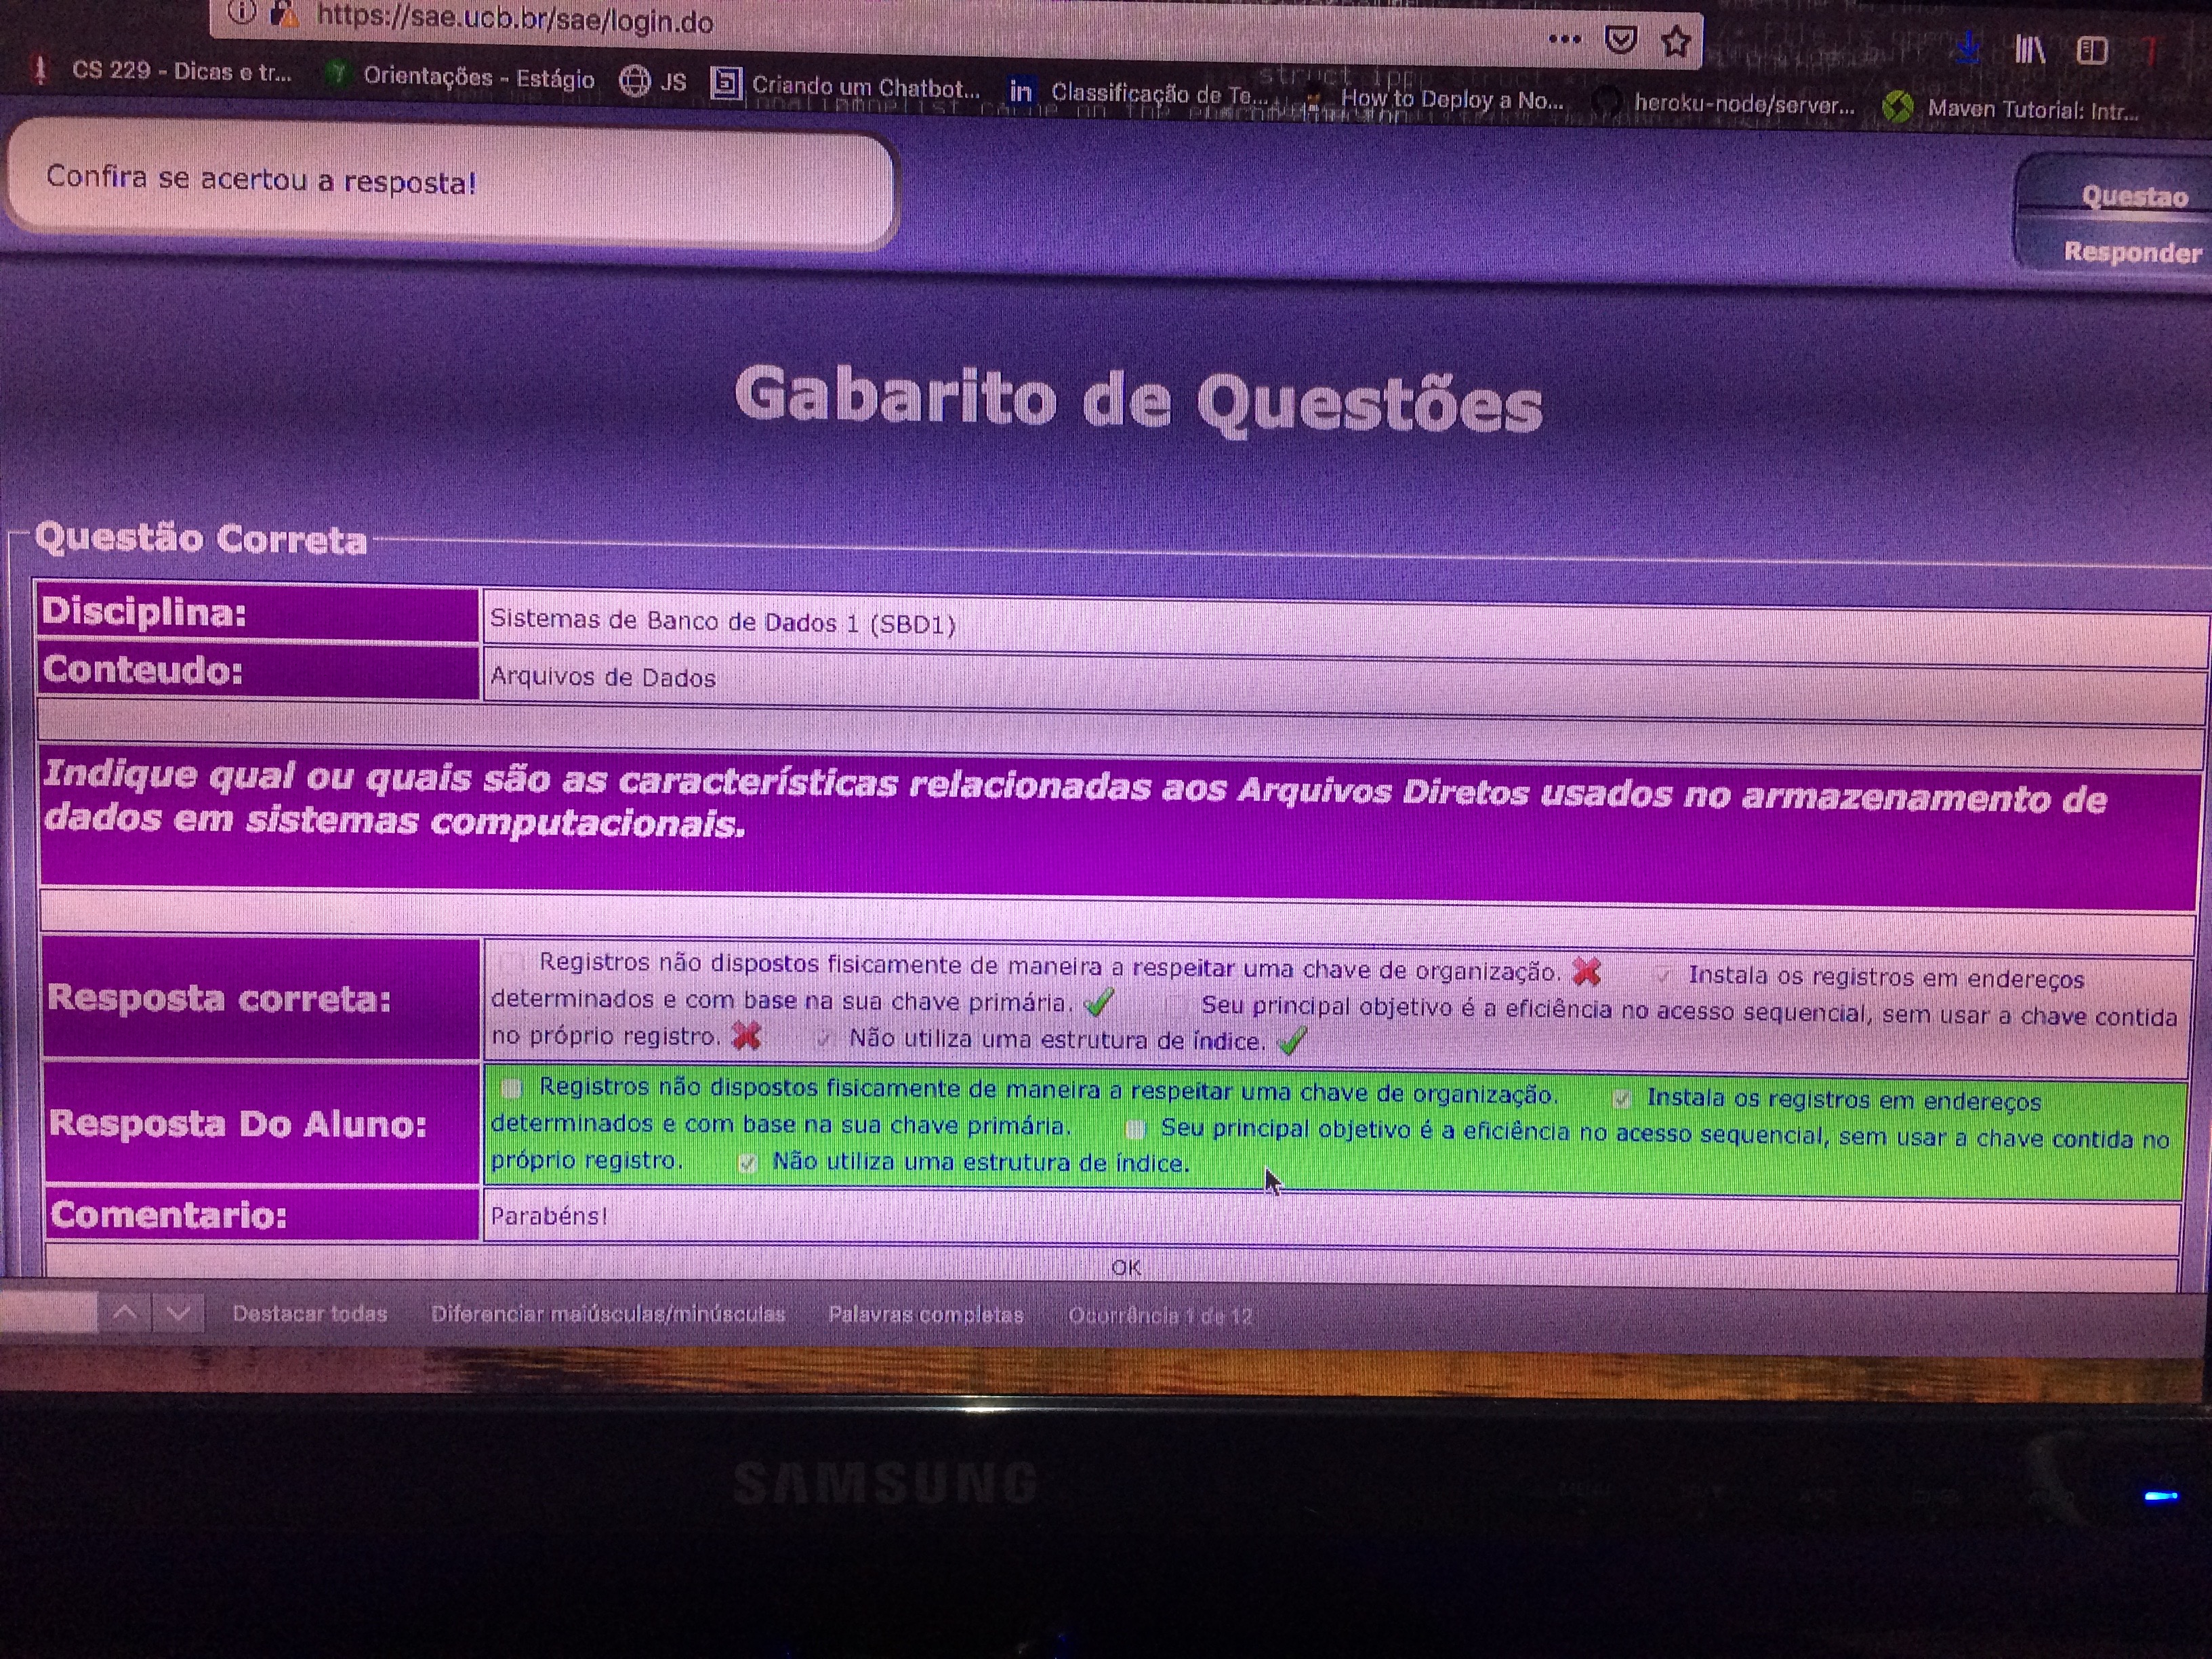 https://sae.ucb.br/sae/login.do
CS 229 - Dicas e tr...
Orientações - Estágio
JS
Criando um Chatbot...
in
Classificação de Te...
How to Deploy a No...
heroku-node/server...
Maven Tutorial: Intr...
Confira se acertou a resposta!
Questao
Responder
Gabarito de Questões
Questão Correta
Disciplina:
Sistemas de Banco de Dados 1 (SBD1)
Conteudo:
Arquivos de Dados
Indique qual ou quais são as características relacionadas aos Arquivos Diretos usados no armazenamento de
dados em sistemas computacionais.
Resposta correta:
Registros não dispostos fisicamente de maneira a respeitar uma chave de organização. Instala os registros em endereços
determinados e com base na sua chave primária. Seu principal objetivo é a eficiência no acesso sequencial, sem usar a chave contida
no próprio registro. Não utiliza uma estrutura de índice.
Resposta Do Aluno:
Registros não dispostos fisicamente de maneira a respeitar uma chave de organização. Instala os registros em endereços
determinados e com base na sua chave primária. Seu principal objetivo é a eficiência no acesso sequencial, sem usar a chave contida no
próprio registro. Não utiliza uma estrutura de índice.
Comentario:
Parabéns!
OK
Destacar todas
Diferenciar maiúsculas/minúsculas
Palavras completas
Ocorrência 1 de 12
SAMSUNG